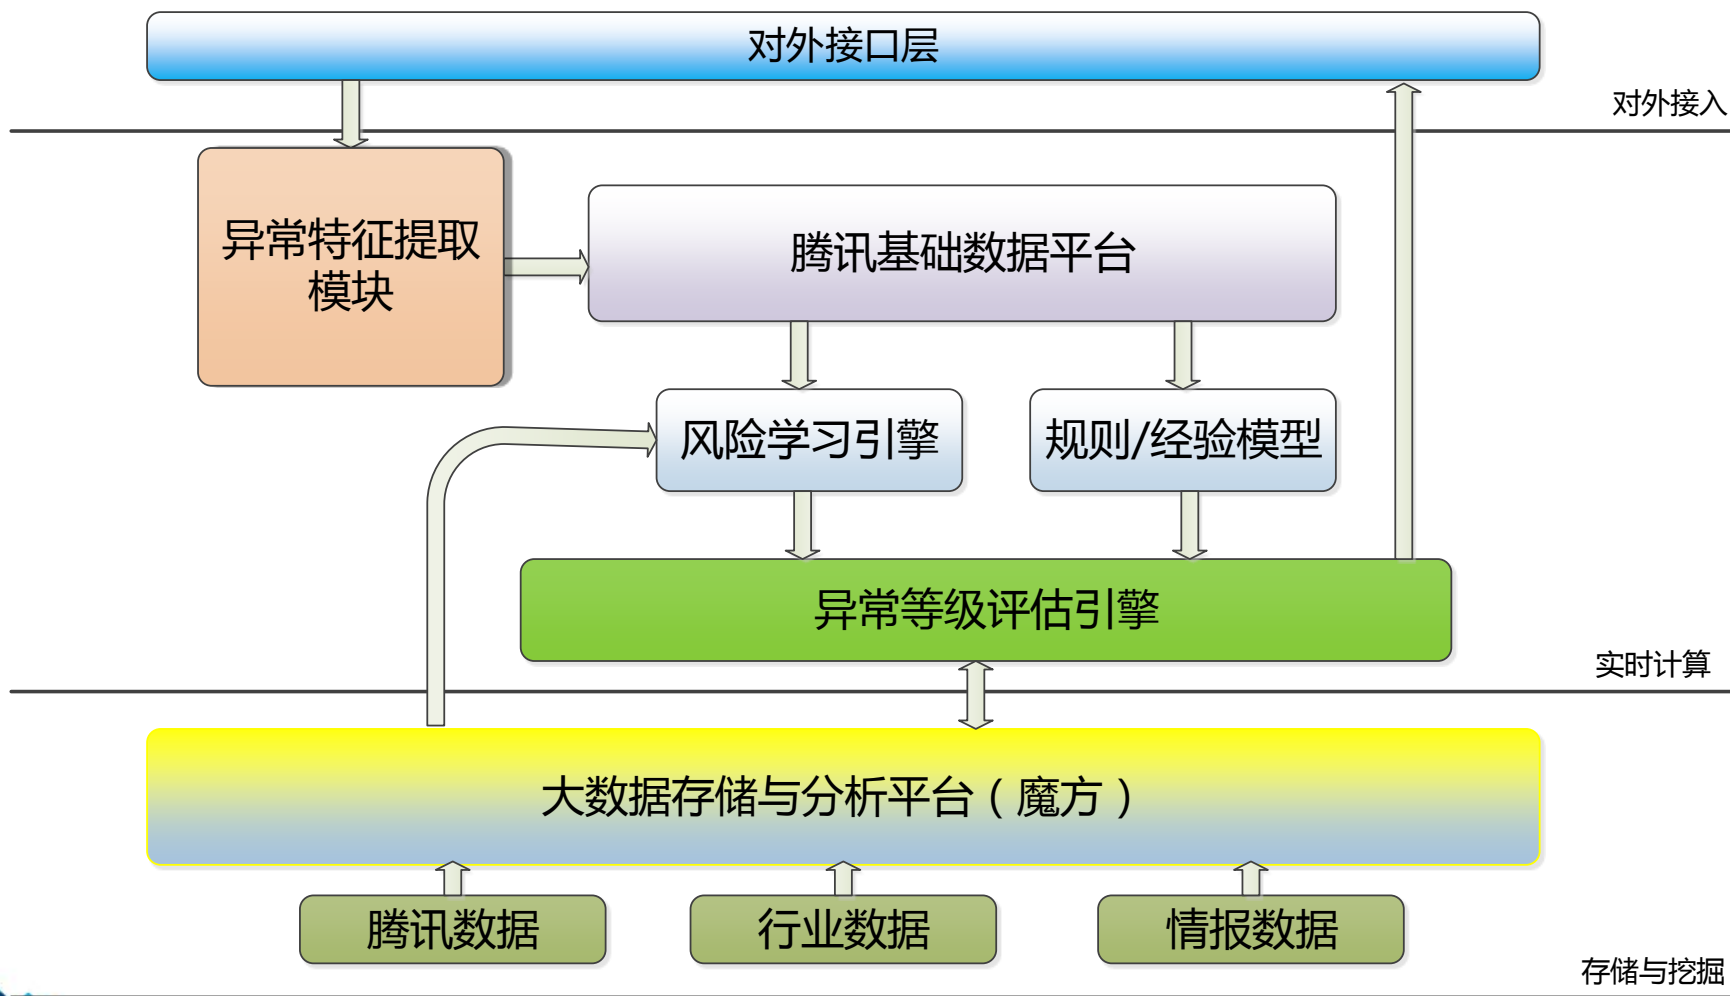 对外接口层
对外接入
异常特征提取
模块
腾讯基础数据平台
风险学习引擎
规则/经验模型
异常等级评估引擎
实时计算
大数据存储与分析平台（魔方）
腾讯数据
行业数据
情报数据
存储与挖掘